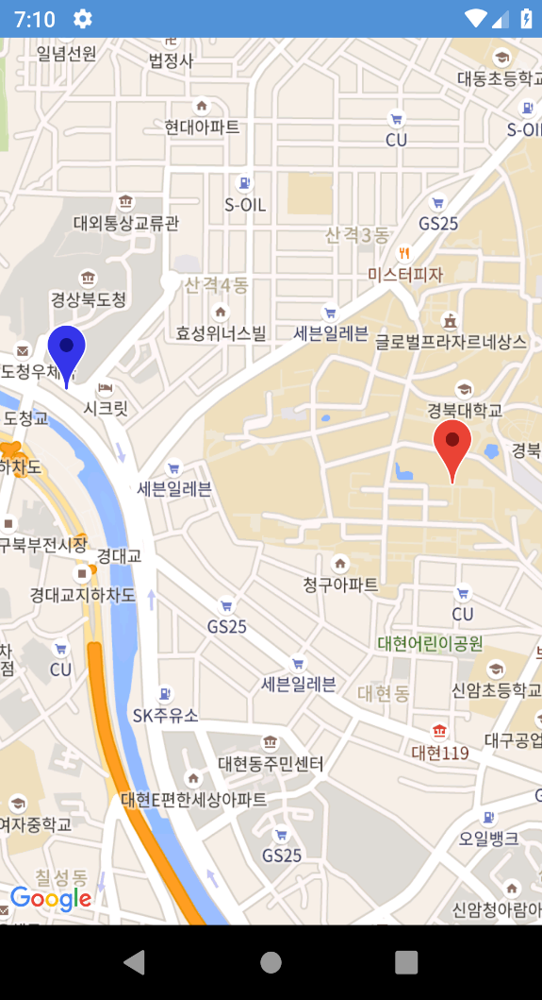 7:10
일념선원
법정사
대동초등학교
현대아파트
CU
S-OIL
S-OIL
GS25
대외통상교류관
산격3동
미스터피자
산격4동
경상북도청
효성위너스빌
세븐일레븐
글로벌프라자르네상스
시크릿
경북대학교
도청교
경북
하차도
세븐일레븐
구북부전시장
경대교
청구아파트
경대교지하차도
CU
GS25
대현어린이공원
CU
세븐일레븐
대현동
신암초등학교
SK주유소
대구공업
대현119
대현동주민센터
대현E편한세상아파트
여자중학교
오일뱅크
GS25
칠성동
Google
신암청아람아